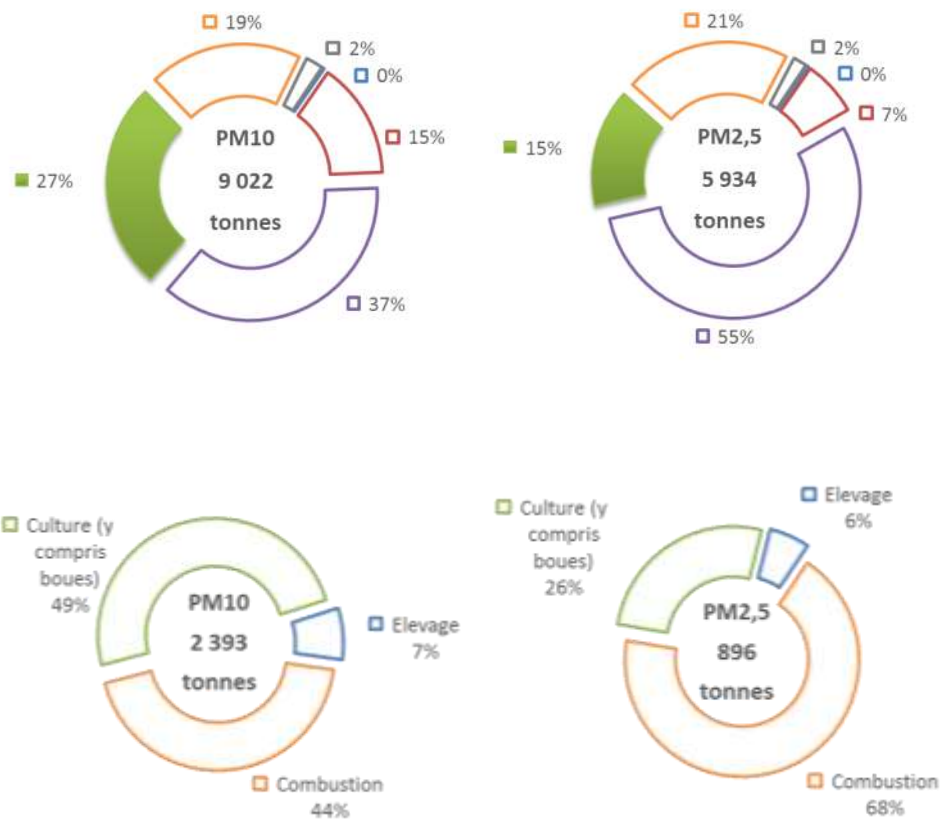 19%
2%
0%
15%
37%
27%
PM10
9 022
tonnes
21%
2%
0%
7%
55%
15%
PM2,5
5 934
tonnes
Culture (y
compris
boues)
49%
PM10
2 393
tonnes
Elevage
7%
Combustion
44%
Culture (y
compris
boues)
26%
Elevage
6%
PM2,5
896
tonnes
Combustion
68%